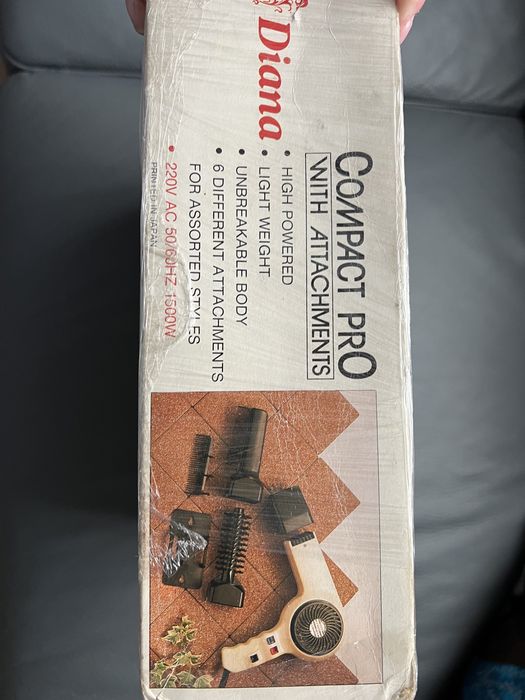 Diana
COMPACT PRO
WITH ATTACHMENTS
• HIGH POWERED
• LIGHT WEIGHT
• UNBREAKABLE BODY
• 6 DIFFERENT ATTACHMENTS
FOR ASSORTED STYLES
• 220V AC 50/60HZ 1500W
PRINTED IN JAPAN